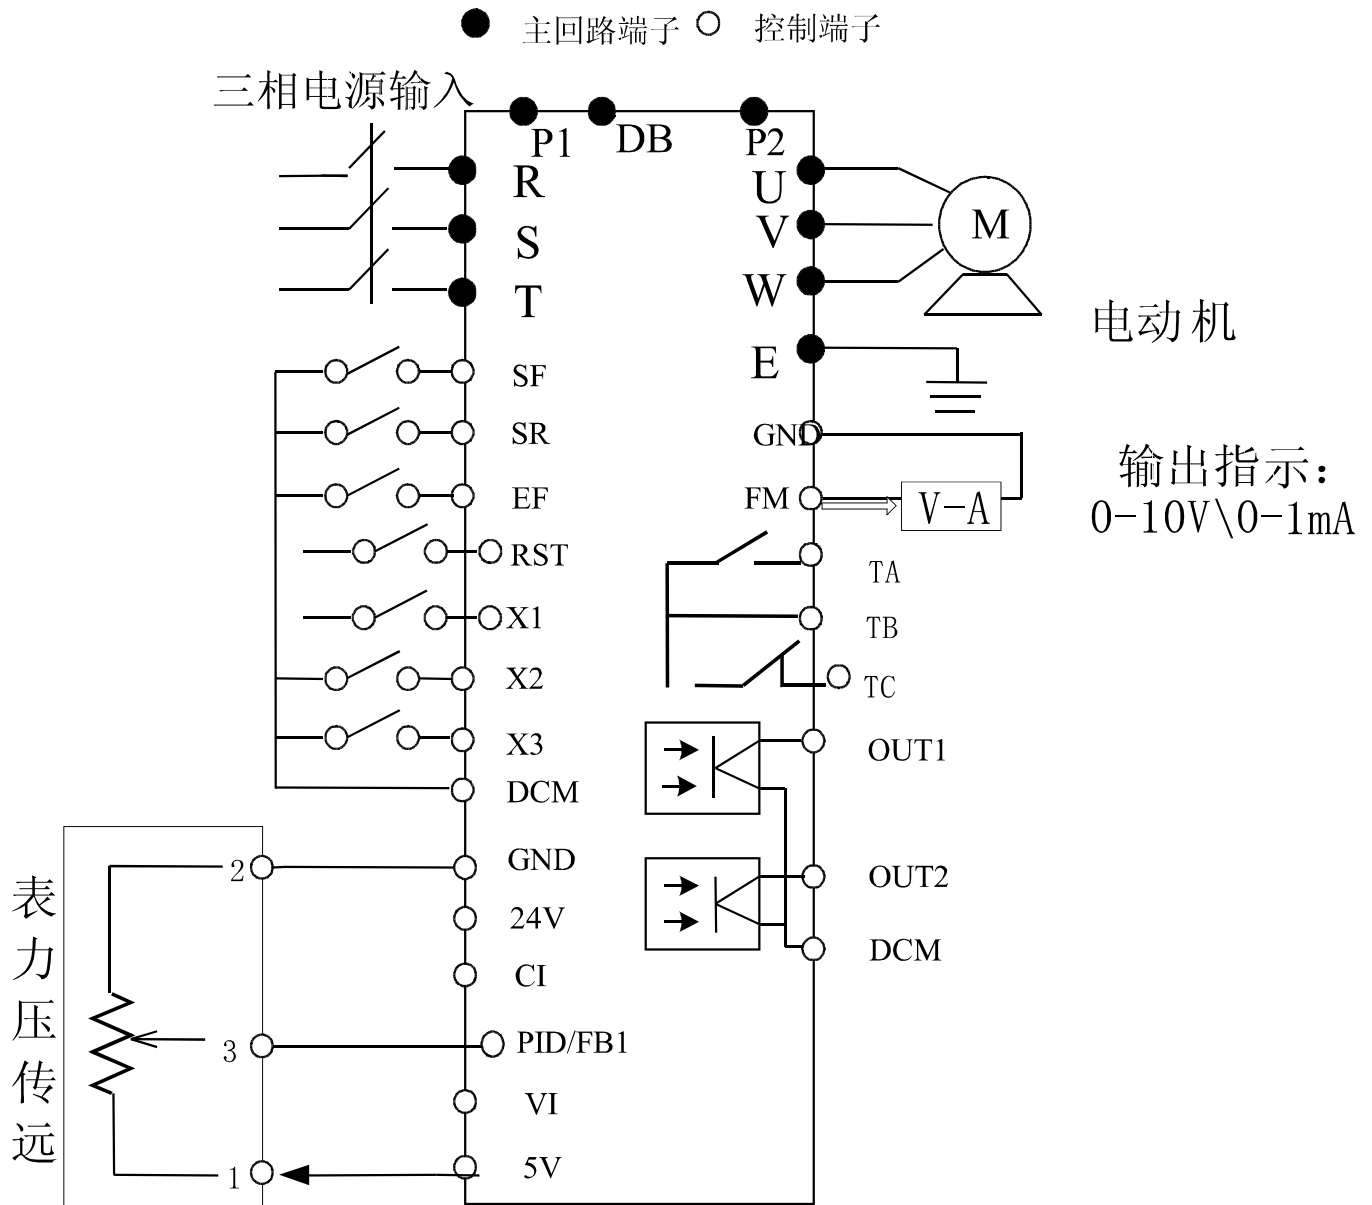 主回路端子 控制端子
三相电源输入
P1 DB P2
R
S
T
U
V
W
E
M
电动机
SF
SR
EF
RST
X1
X2
X3
DCM
GND
24V
CI
PID/FB1
VI
5V
GND
FM
V-A
输出指示：
0-10V\0-1mA
TA
TB
TC
OUT1
OUT2
DCM
2
3
1
表
力
压
传
远